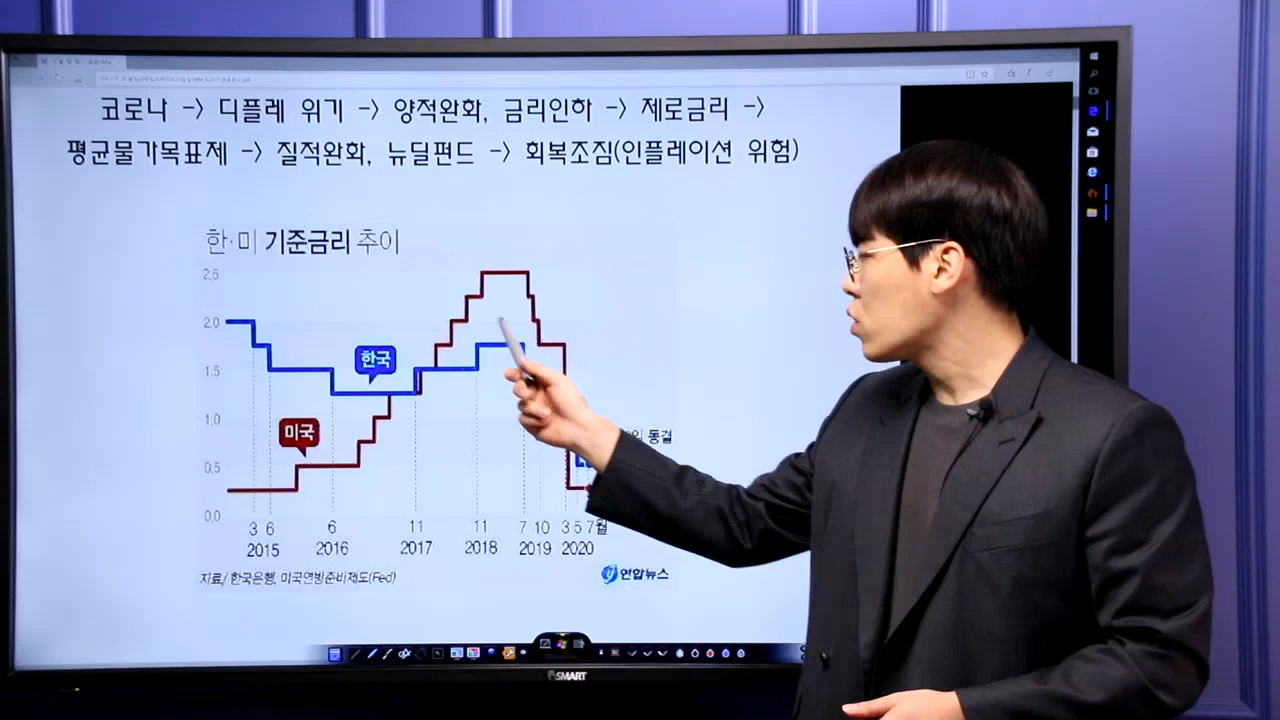 코로나 -> 디플레 위기 -> 양적완화, 금리인하 -> 제로금리 ->
평균물가목표제 -> 질적완화, 뉴딜펀드 -> 회복조짐(인플레이션 위험)
한·미 기준금리 추이
2.5
2.0
한국
1.5
1.0
미국
동결
0.5
0.0
3 6 6 11 11 7 10 3 5 7월
2015 2016 2017 2018 2019 2020
자료/ 한국은행, 미국연방준비제도(Fed)
연합뉴스
SMART